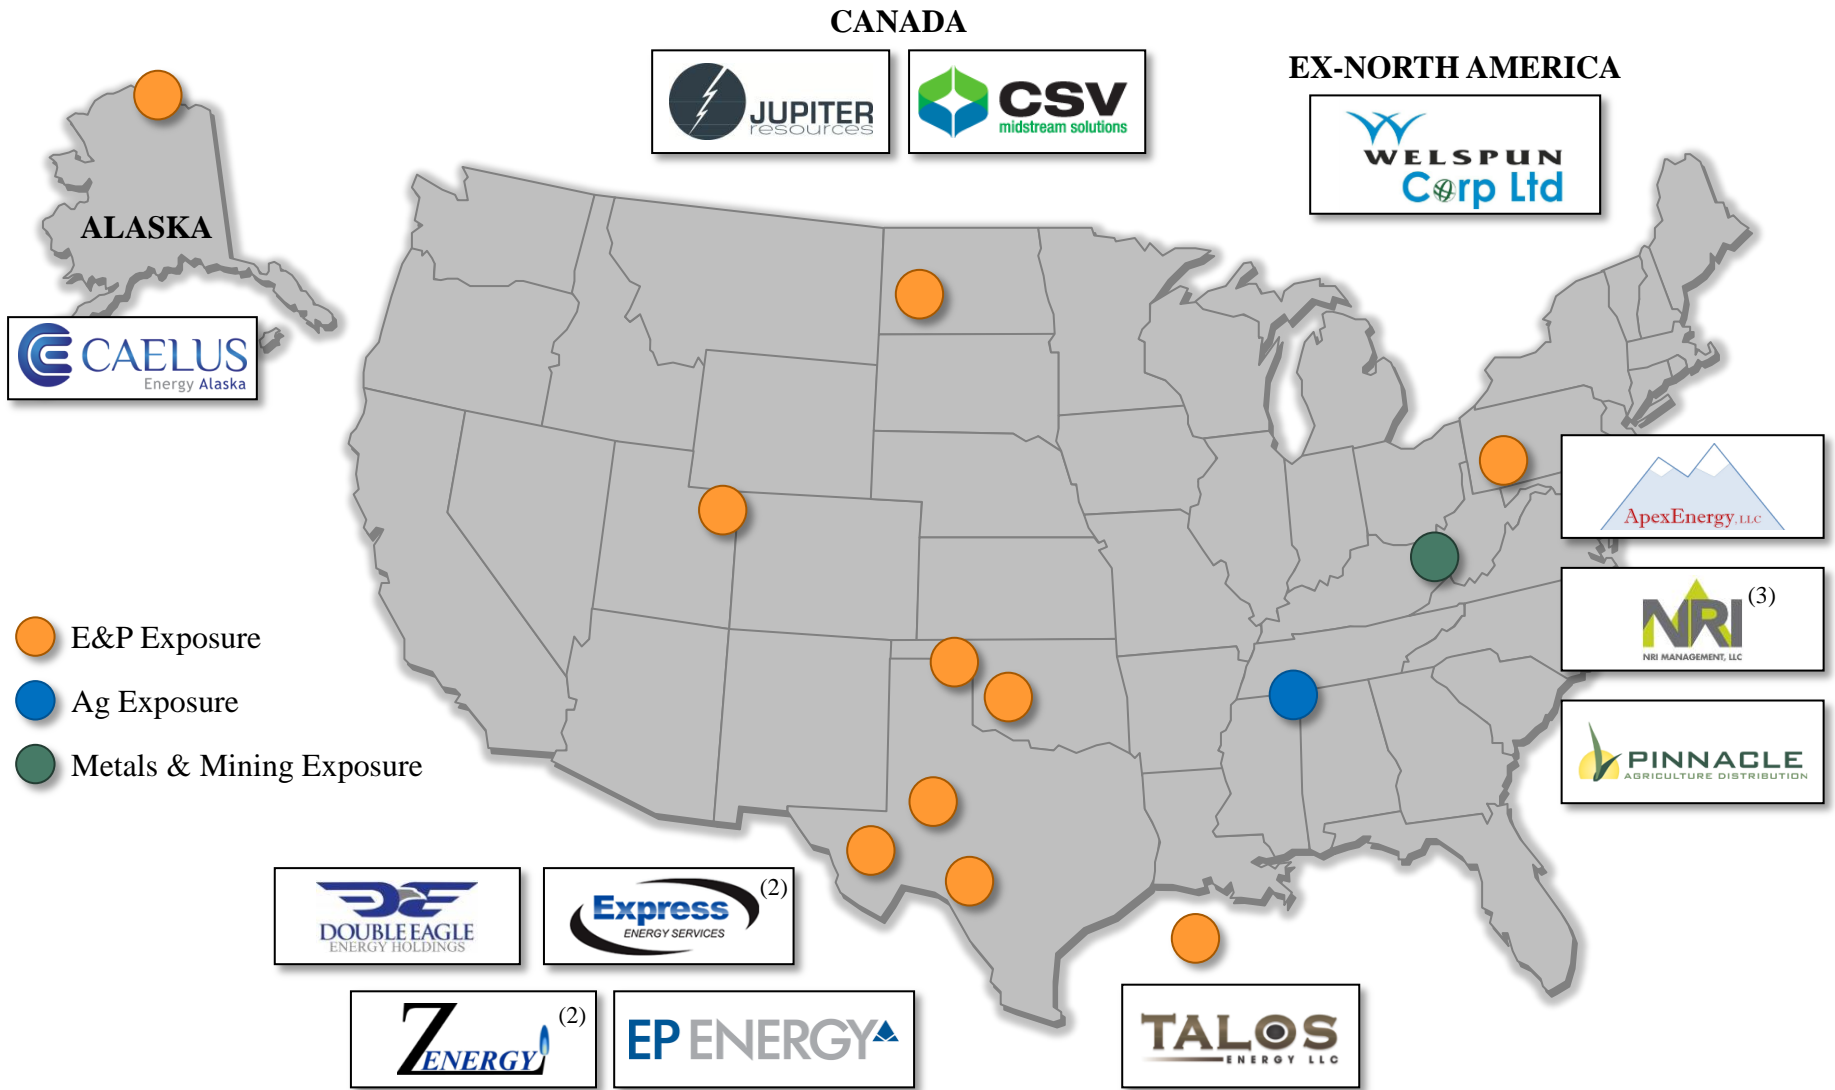 CANADA
JUPITER
resources
CSV
midstream solutions
EX-NORTH AMERICA
WELSPUN
Corp Ltd
ALASKA
CAELUS
Energy Alaska
ApexEnergy, LLC
NRI (3)
NRI MANAGEMENT, LLC
PINNACLE
AGRICULTURE DISTRIBUTION
E&P Exposure
Ag Exposure
Metals & Mining Exposure
DOUBLE EAGLE
ENERGY HOLDINGS
Express (2)
ENERGY SERVICES
ZENERGY (2)
EP ENERGY
TALOS
ENERGY LLC